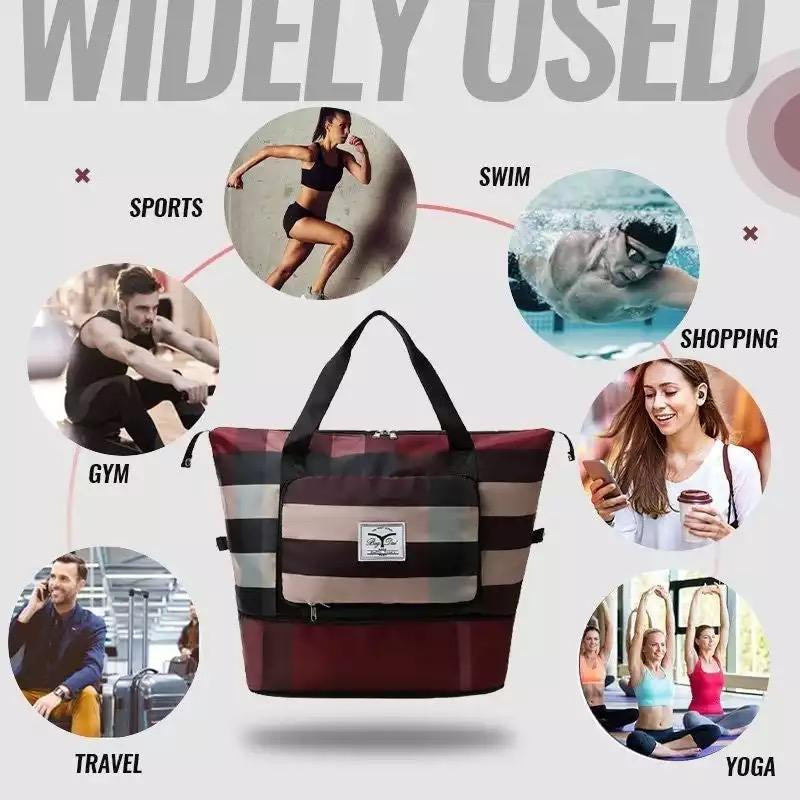 WIDELY USED
SWIM
SPORTS
SHOPPING
GYM
TRAVEL
YOGA